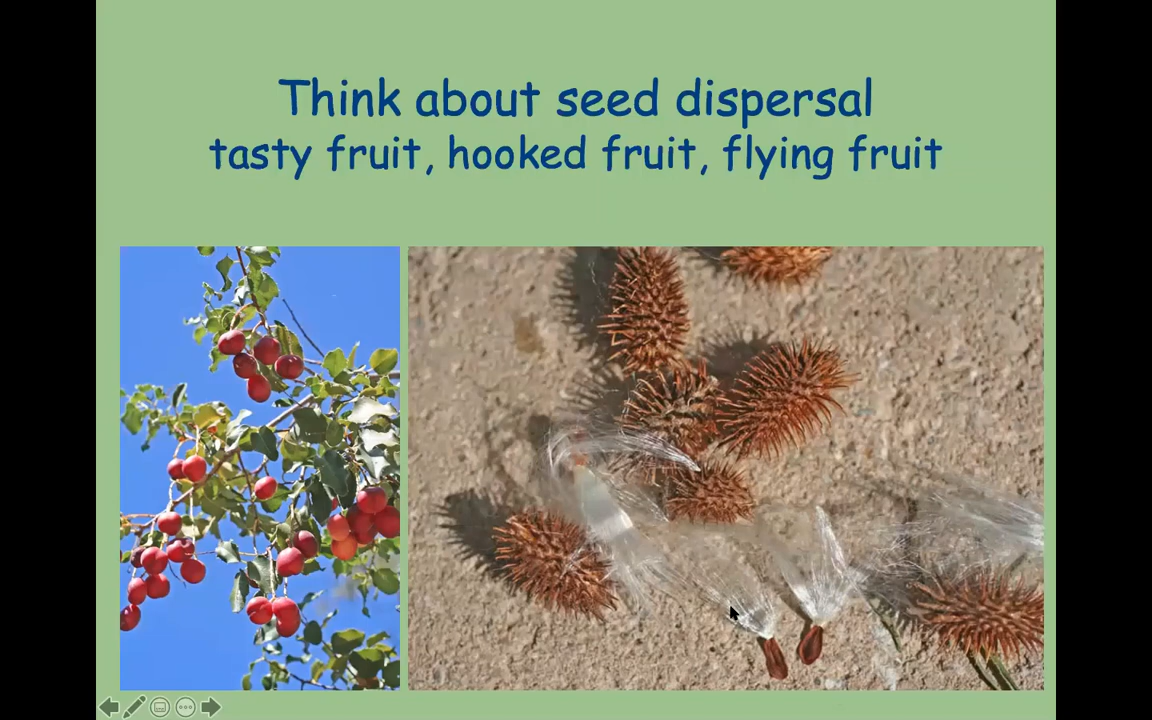 Think about seed dispersal
tasty fruit, hooked fruit, flying fruit